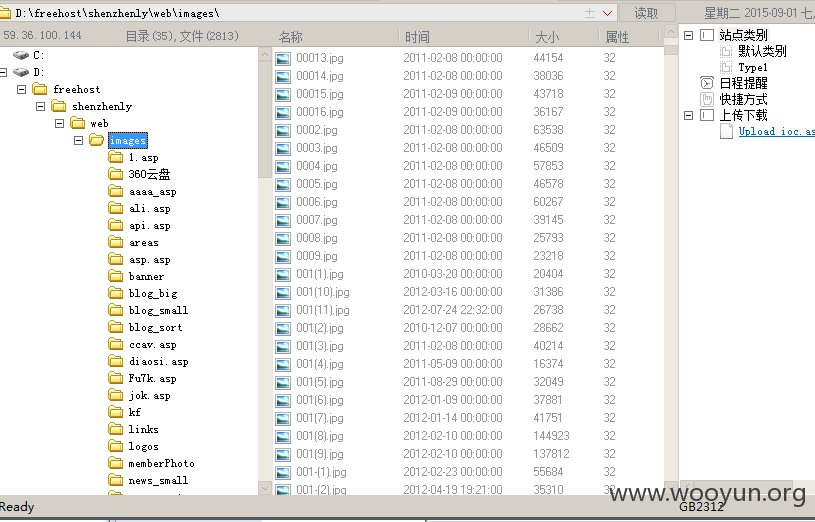 D:\freehost\shenzhenly\web\images\
读取
星期二 2015-09-01 七
59.36.100.144
目录(35),文件(2813)
名称 时间 大小 属性
C:
D:
freehost
shenzhenly
web
images
1.asp
360云盘
aaaa_asp
ali.asp
api.asp
areas
asp.asp
banner
blog_big
blog_small
blog_sort
ccav.asp
diaosi.asp
Fu7k.asp
jok.asp
kf
links
logos
memberPhoto
news_small
00013.jpg 2011-02-08 00:00:00 44154 32
00014.jpg 2011-02-08 00:00:00 38036 32
00015.jpg 2011-02-09 00:00:00 43718 32
00016.jpg 2011-02-09 00:00:00 36167 32
0002.jpg 2011-02-08 00:00:00 63538 32
0003.jpg 2011-02-08 00:00:00 46509 32
0004.jpg 2011-02-08 00:00:00 57853 32
0005.jpg 2011-02-08 00:00:00 46578 32
0006.jpg 2011-02-08 00:00:00 60267 32
0007.jpg 2011-02-08 00:00:00 39145 32
0008.jpg 2011-02-08 00:00:00 25793 32
0009.jpg 2011-02-08 00:00:00 23218 32
001(1).jpg 2010-03-20 00:00:00 20404 32
001(10).jpg 2012-03-16 00:00:00 31386 32
001(11).jpg 2012-07-24 22:32:00 26738 32
001(2).jpg 2010-12-07 00:00:00 28662 32
001(3).jpg 2011-02-08 00:00:00 40214 32
001(4).jpg 2011-05-09 00:00:00 16374 32
001(5).jpg 2011-08-29 00:00:00 32049 32
001(6).jpg 2012-01-09 00:00:00 37881 32
001(7).jpg 2012-01-14 00:00:00 41751 32
001(8).jpg 2012-02-10 00:00:00 144923 32
001(9).jpg 2012-02-10 00:00:00 137812 32
001-(1).jpg 2012-02-23 00:00:00 55684 32
001-(2).jpg 2012-04-19 19:21:00 35310 32
站点类别
默认类别
Type1
日程提醒
快捷方式
上传下载
Upload ioc.as
www.wooyun.org
Ready
GB2312